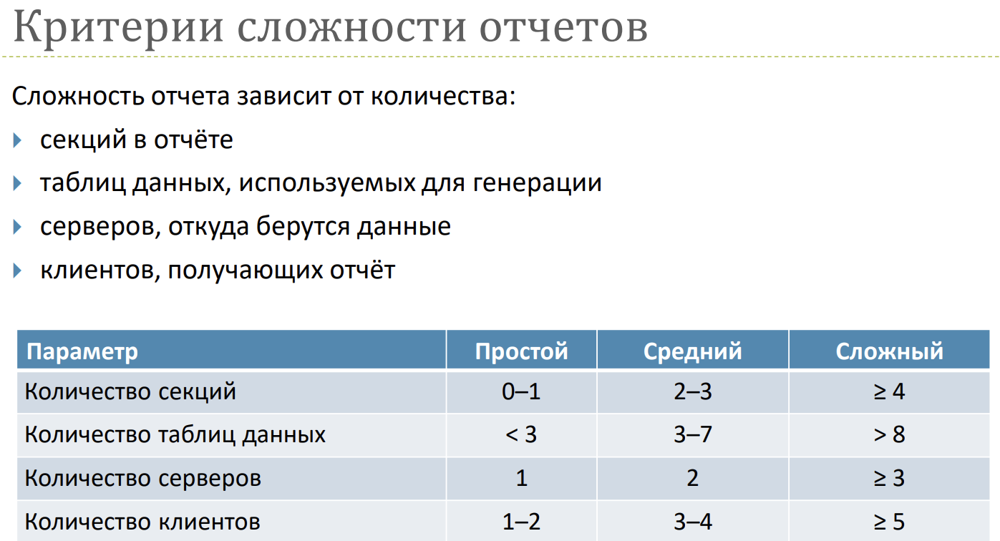 Критерии сложности отчетов
Сложность отчета зависит от количества:
секций в отчёте
таблиц данных, используемых для генерации
серверов, откуда берутся данные
клиентов, получающих отчёт
Параметр Простой Средний Сложный
Количество секций 0–1 2–3 ≥ 4
Количество таблиц данных < 3 3–7 > 8
Количество серверов 1 2 ≥ 3
Количество клиентов 1–2 3–4 ≥ 5